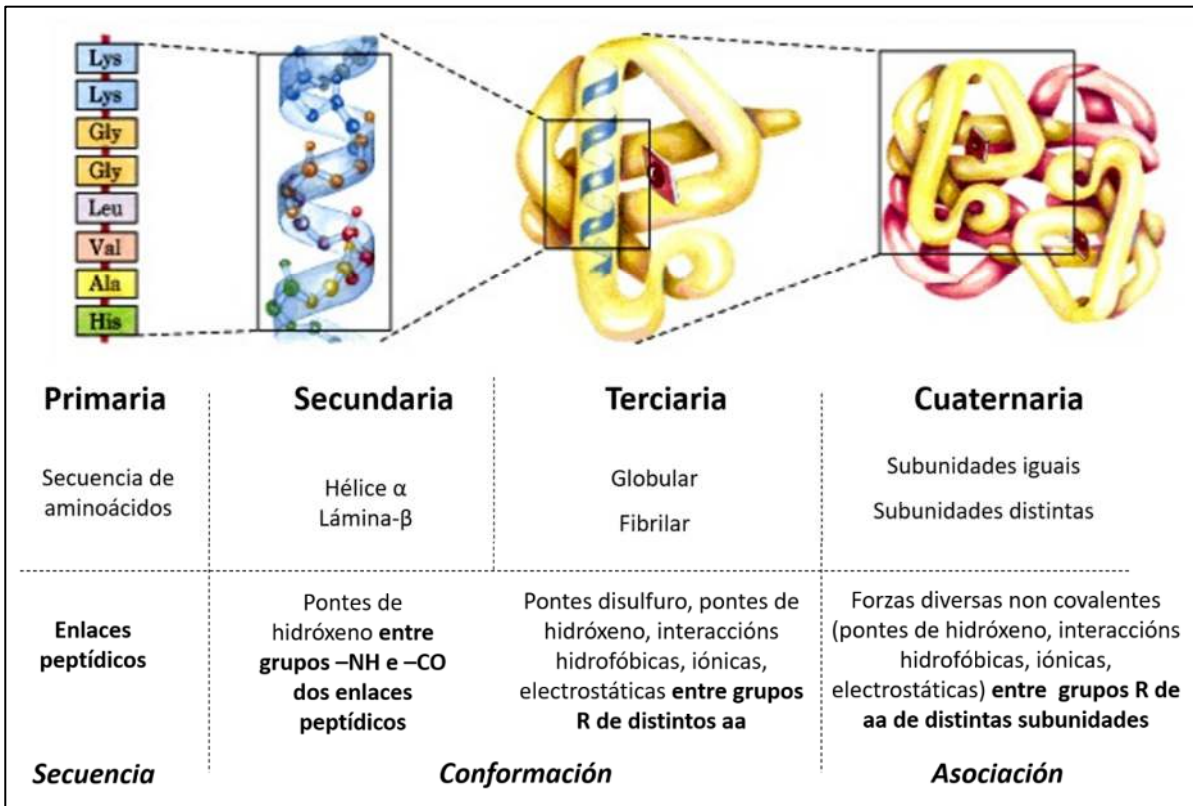 Lys
Lys
Gly
Gly
Leu
Val
Ala
His
Primaria
Secundaria
Terciaria
Cuaternaria
Secuencia de
aminoácidos
Hélice α
Lámina-β
Globular
Fibrilar
Subunidades iguais
Subunidades distintas
Enlaces
peptídicos
Pontes de
hidróxeno entre
grupos –NH e –CO
dos enlaces
peptídicos
Pontes disulfuro, pontes de
hidróxeno, interaccións
hidrofóbicas, iónicas,
electrostáticas entre grupos
R de distintos aa
Forzas diversas non covalentes
(pontes de hidróxeno, interaccións
hidrofóbicas, iónicas,
electrostáticas) entre grupos R de
aa de distintas subunidades
Secuencia
Conformación
Asociación